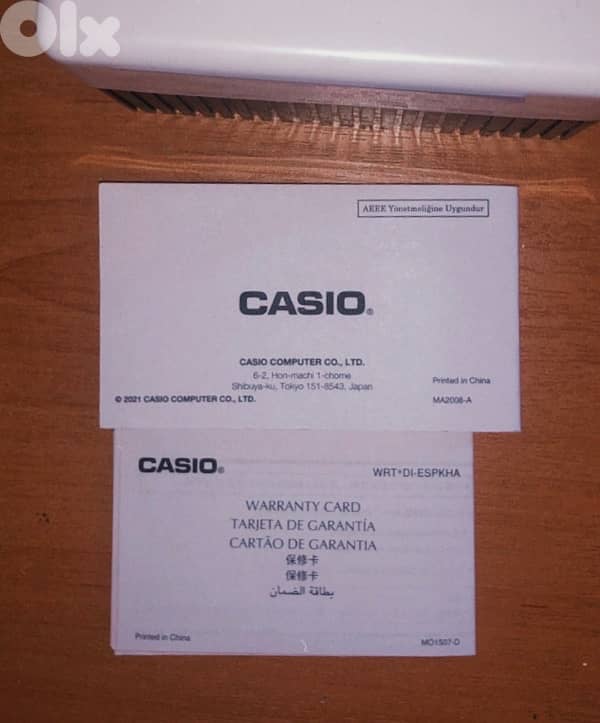 OLX
AEEE Yönetmeliğine Uygundur
CASIO®
CASIO COMPUTER CO., LTD.
6-2, Hon-machi 1-chome
Shibuya-ku, Tokyo 151-8543, Japan
Printed in China
© 2021 CASIO COMPUTER CO., LTD.
MA2008-A
CASIO®
WRT*DI-ESPKHA
WARRANTY CARD
TARJETA DE GARANTÍA
CARTÃO DE GARANTIA
保修卡
保修卡
بطاقة الضمان
Printed in China
MO1507-D